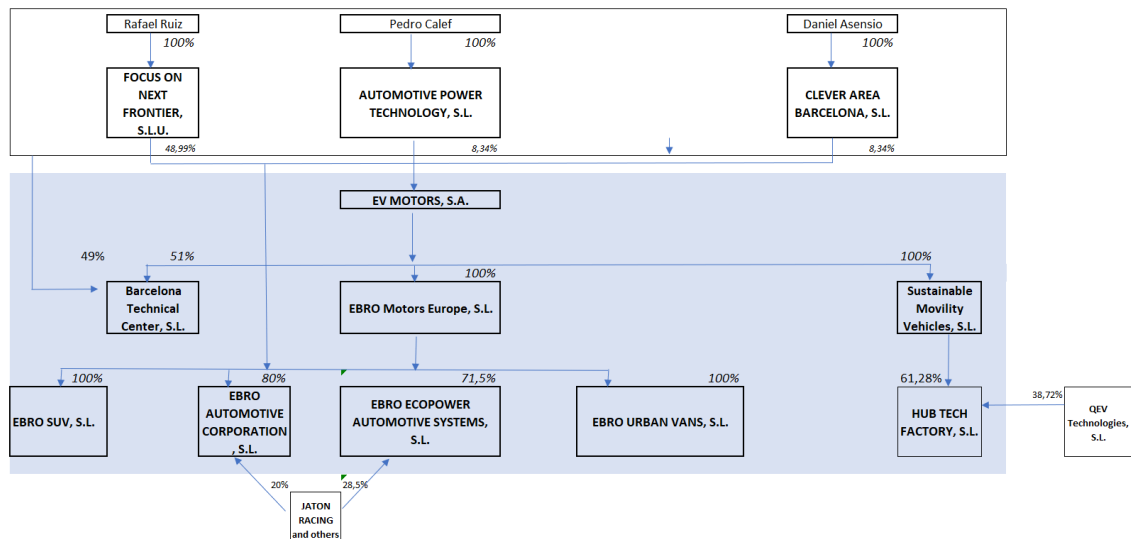 Rafael Ruiz
Pedro Calef
Daniel Asensio
100%
100%
100%
FOCUS ON
NEXT
FRONTIER,
S.L.U.
AUTOMOTIVE POWER
TECHNOLOGY, S.L.
CLEVER AREA
BARCELONA, S.L.
48,99%
8,34%
8,34%
EV MOTORS, S.A.
49%
51%
100%
100%
Barcelona
Technical
Center, S.L.
EBRO Motors Europe, S.L.
Sustainable
Movility
Vehicles, S.L.
100%
80%
71,5%
100%
61,28%
EBRO SUV, S.L.
EBRO
AUTOMOTIVE
CORPORATION
, S.L.
EBRO ECOPOWER
AUTOMOTIVE SYSTEMS,
S.L.
EBRO URBAN VANS, S.L.
HUB TECH
FACTORY, S.L.
38,72%
QEV
Technologies,
S.L.
20%
28,5%
JATON
RACING
and others